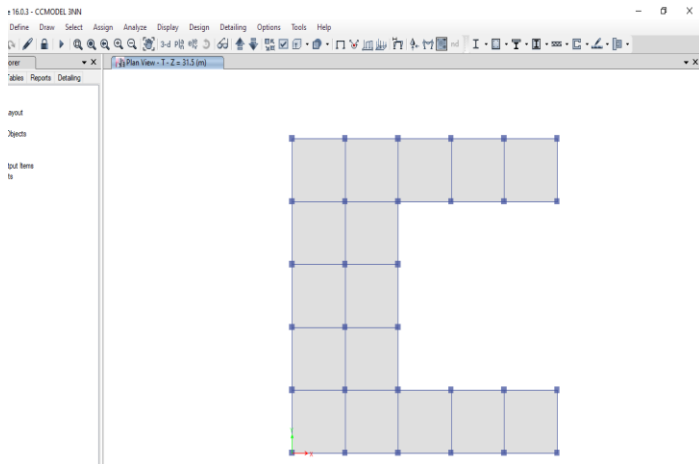 16.0.3 - CCMODEL 3NN
Define Draw Select Assign Analyze Display Design Detailing Options Tools Help
3-d nd
Plan View - T - Z = 31.5 (m)
Tables Reports Detailing
ayout
Objects
tput Items
ts
X